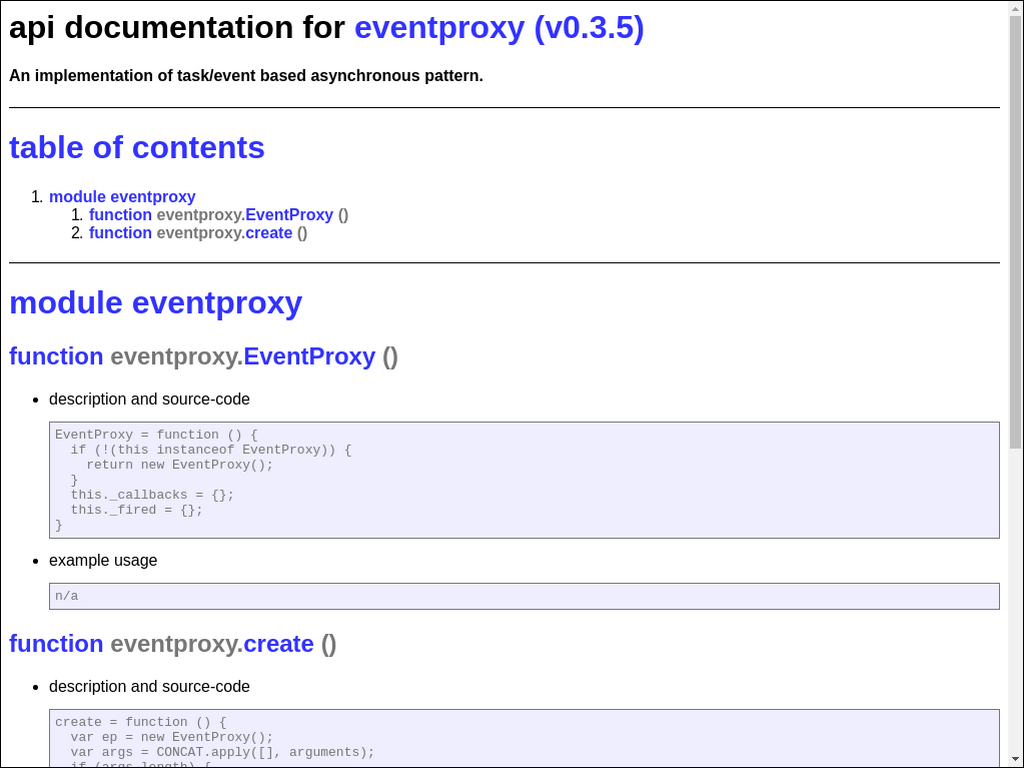 api documentation for eventproxy (v0.3.5)
An implementation of task/event based asynchronous pattern.
table of contents
1. module eventproxy
1. function eventproxy.EventProxy ()
2. function eventproxy.create ()
module eventproxy
function eventproxy.EventProxy ()
• description and source-code
EventProxy = function () {
  if (!(this instanceof EventProxy)) {
    return new EventProxy();
  }
  this._callbacks = {};
  this._fired = {};
}
• example usage
n/a
function eventproxy.create ()
• description and source-code
create = function () {
  var ep = new EventProxy();
  var args = CONCAT.apply([], arguments);
  if (args.length) {